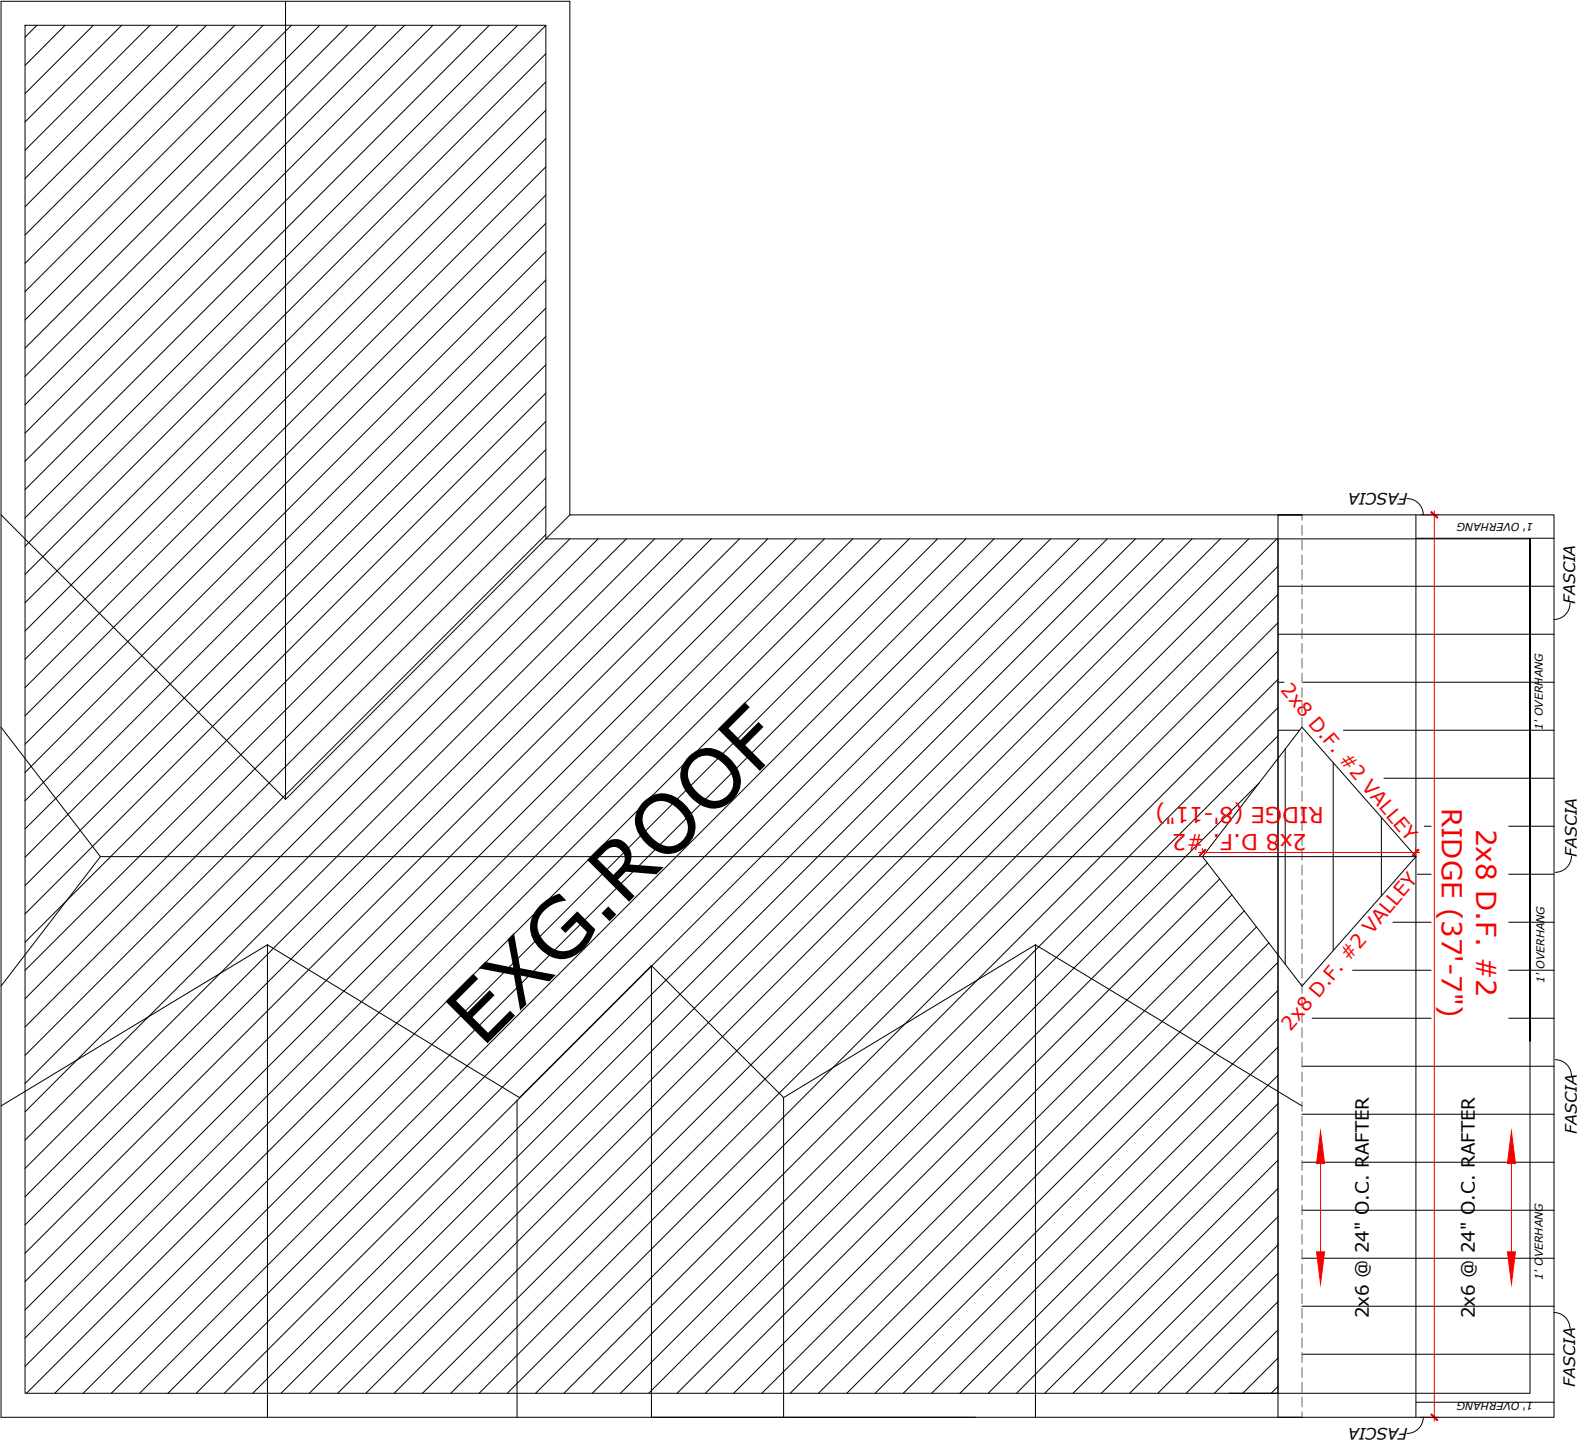 FASCIA
1' OVERHANG
FASCIA
1' OVERHANG
2x8 D.F. #2 VALLEY
2x8 D.F. #2
RIDGE (8'-11")
2x8 D.F. #2
RIDGE (37'-7")
FASCIA
EXG.ROOF
2x8 D.F. #2 VALLEY
1' OVERHANG
FASCIA
2x6 @ 24" O.C. RAFTER
2x6 @ 24" O.C. RAFTER
1' OVERHANG
FASCIA
1' OVERHANG
FASCIA